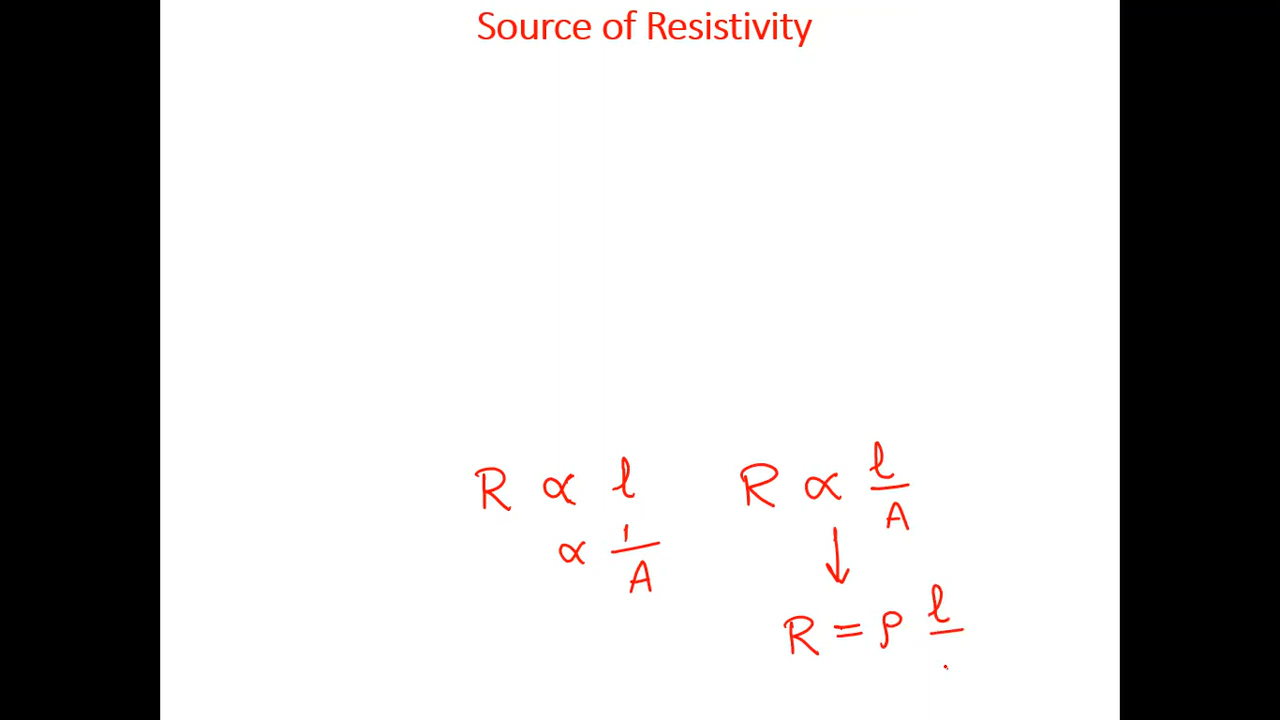 Source of Resistivity
R ∝ l
∝ 1/A
R ∝ l/A
↓
R = ρ l/